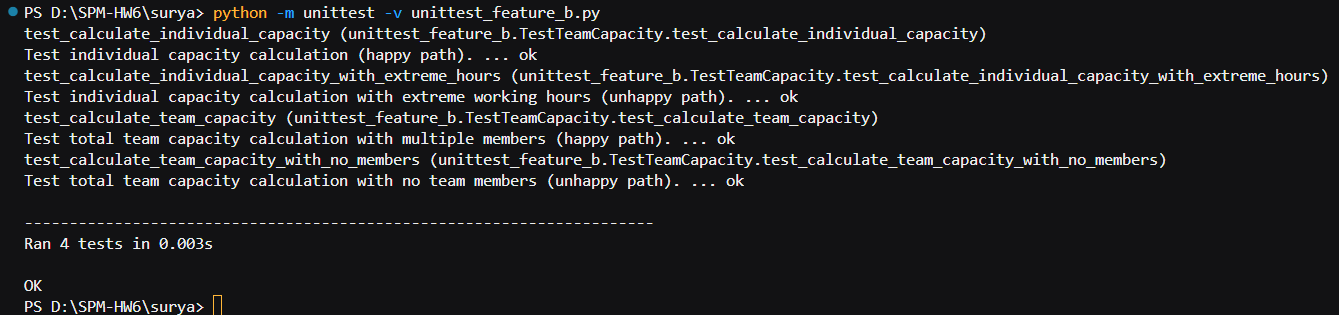 PS D:\SPM-HW6\surya> python -m unittest -v unittest_feature_b.py
test_calculate_individual_capacity (unittest_feature_b.TestTeamCapacity.test_calculate_individual_capacity)
Test individual capacity calculation (happy path). ... ok
test_calculate_individual_capacity_with_extreme_hours (unittest_feature_b.TestTeamCapacity.test_calculate_individual_capacity_with_extreme_hours)
Test individual capacity calculation with extreme working hours (unhappy path). ... ok
test_calculate_team_capacity (unittest_feature_b.TestTeamCapacity.test_calculate_team_capacity)
Test total team capacity calculation with multiple members (happy path). ... ok
test_calculate_team_capacity_with_no_members (unittest_feature_b.TestTeamCapacity.test_calculate_team_capacity_with_no_members)
Test total team capacity calculation with no team members (unhappy path). ... ok
----------------------------------------------------------------------
Ran 4 tests in 0.003s
OK
PS D:\SPM-HW6\surya>